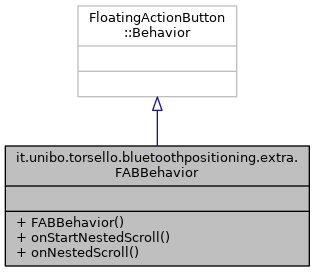 FloatingActionButton
::Behavior
it.unibo.torsello.bluetoothpositioning.extra.
FABBehavior
+ FABBehavior()
+ onStartNestedScroll()
+ onNestedScroll()